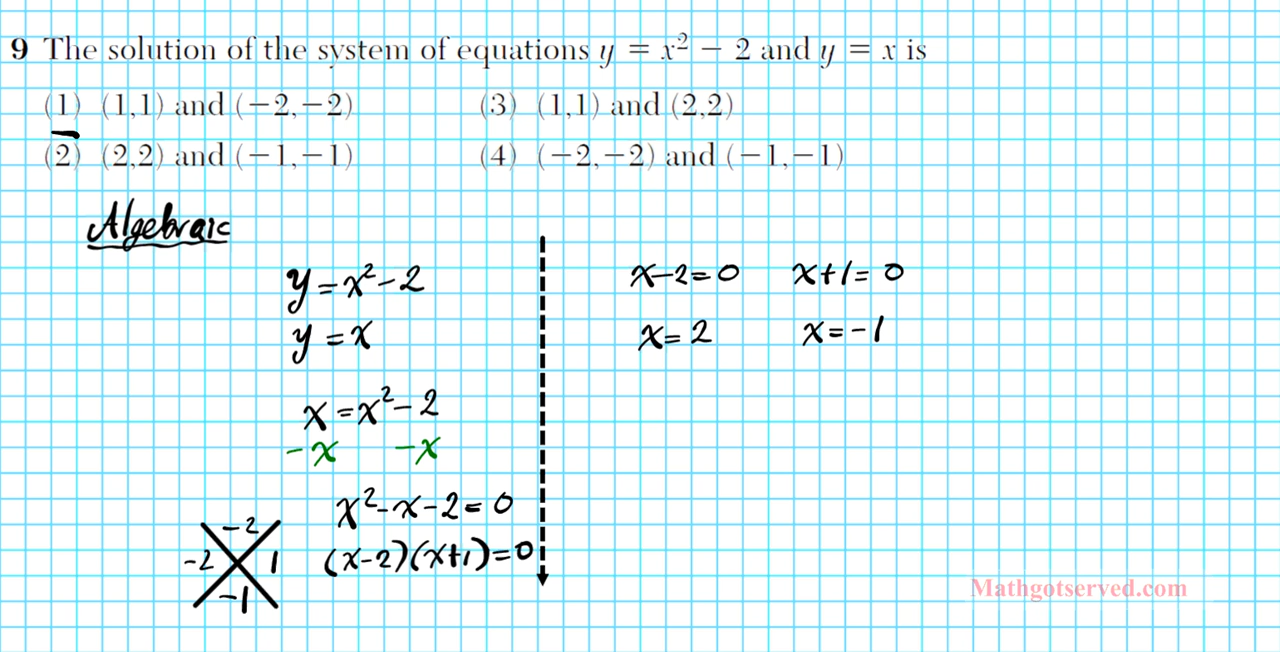 9 The solution of the system of equations y = x² − 2 and y = x is
(1) (1,1) and (−2,−2) (3) (1,1) and (2,2)
(2) (2,2) and (−1,−1) (4) (−2,−2) and (−1,−1)
Algebraic
y = x² - 2
y = x
x = x² - 2
-x -x
x² - x - 2 = 0
(x-2)(x+1) = 0
-2
-2 1
-1
x-2=0 x+1=0
x=2 x=-1
Mathgotserved.com